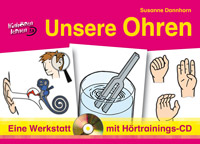 Susanne Dannhorn
Unsere Ohren
Eine Werkstatt mit Hörtrainings-CD